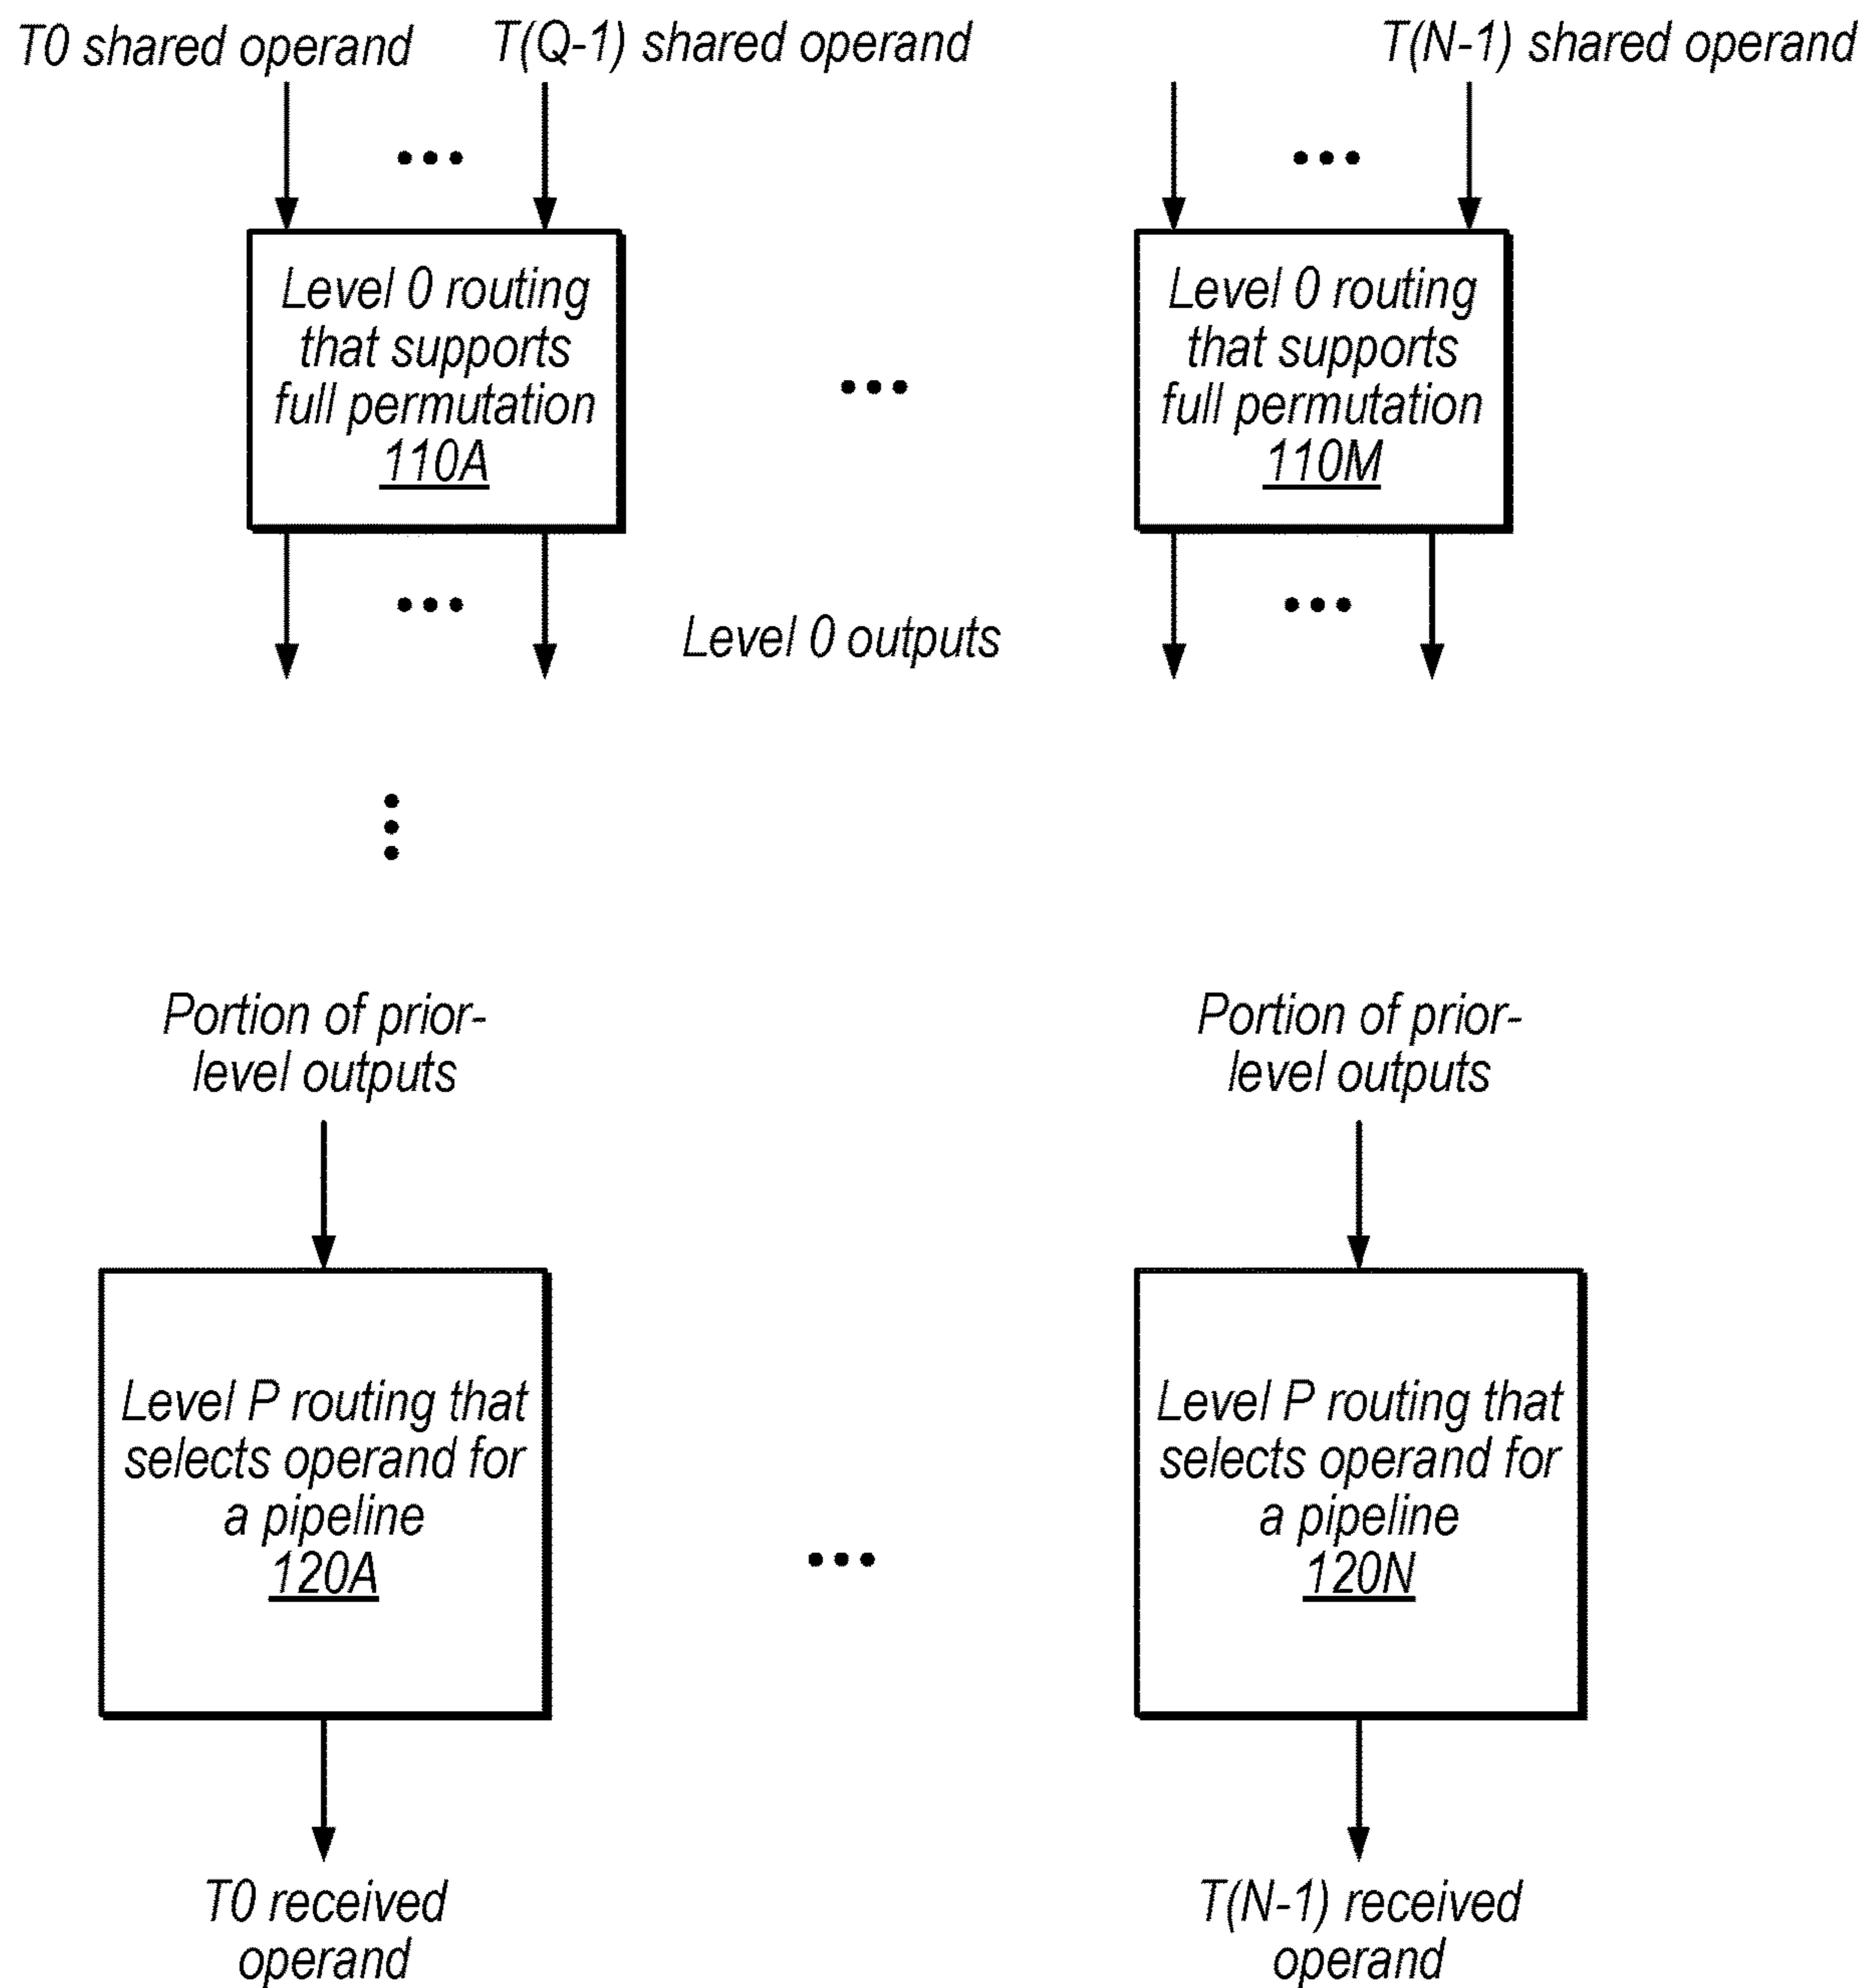 T0 shared operand
T(Q-1) shared operand
T(N-1) shared operand
Level 0 routing
that supports
full permutation
110A
Level 0 routing
that supports
full permutation
110M
Level 0 outputs
Portion of prior-
level outputs
Portion of prior-
level outputs
Level P routing that
selects operand for
a pipeline
120A
Level P routing that
selects operand for
a pipeline
120N
T0 received
operand
T(N-1) received
operand